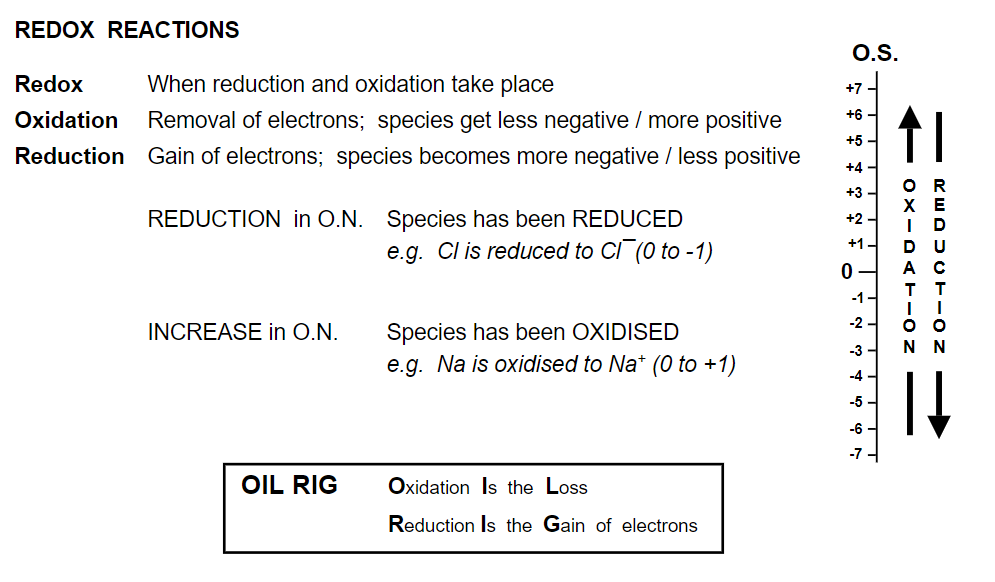 REDOX REACTIONS
Redox When reduction and oxidation take place
Oxidation Removal of electrons; species get less negative / more positive
Reduction Gain of electrons; species becomes more negative / less positive
REDUCTION in O.N. Species has been REDUCED
e.g. Cl is reduced to Cl¯ (0 to -1)
INCREASE in O.N. Species has been OXIDISED
e.g. Na is oxidised to Na⁺ (0 to +1)
OIL RIG Oxidation Is the Loss
Reduction Is the Gain of electrons
O.S.
+7
+6
+5
+4
+3
+2
+1
0
-1
-2
-3
-4
-5
-6
-7
OXIDATION
REDUCTION